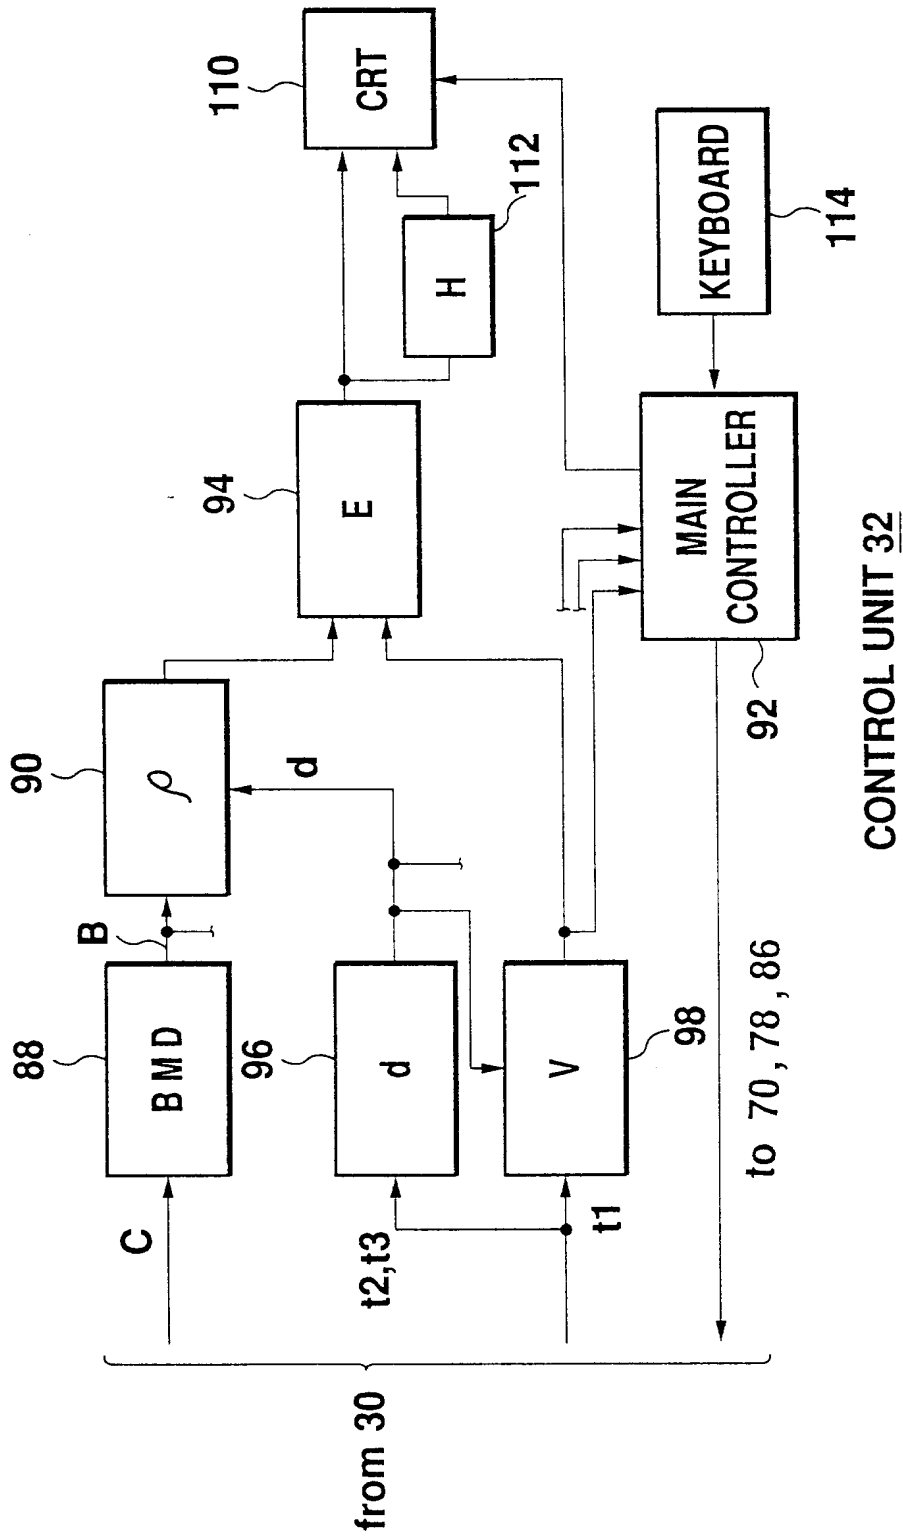 from 30
C
t2,t3
t1
88
BMD
B
90
ρ
96
d
d
98
V
94
E
112
H
110
CRT
92
MAIN
CONTROLLER
114
KEYBOARD
to 70, 78, 86
CONTROL UNIT 32